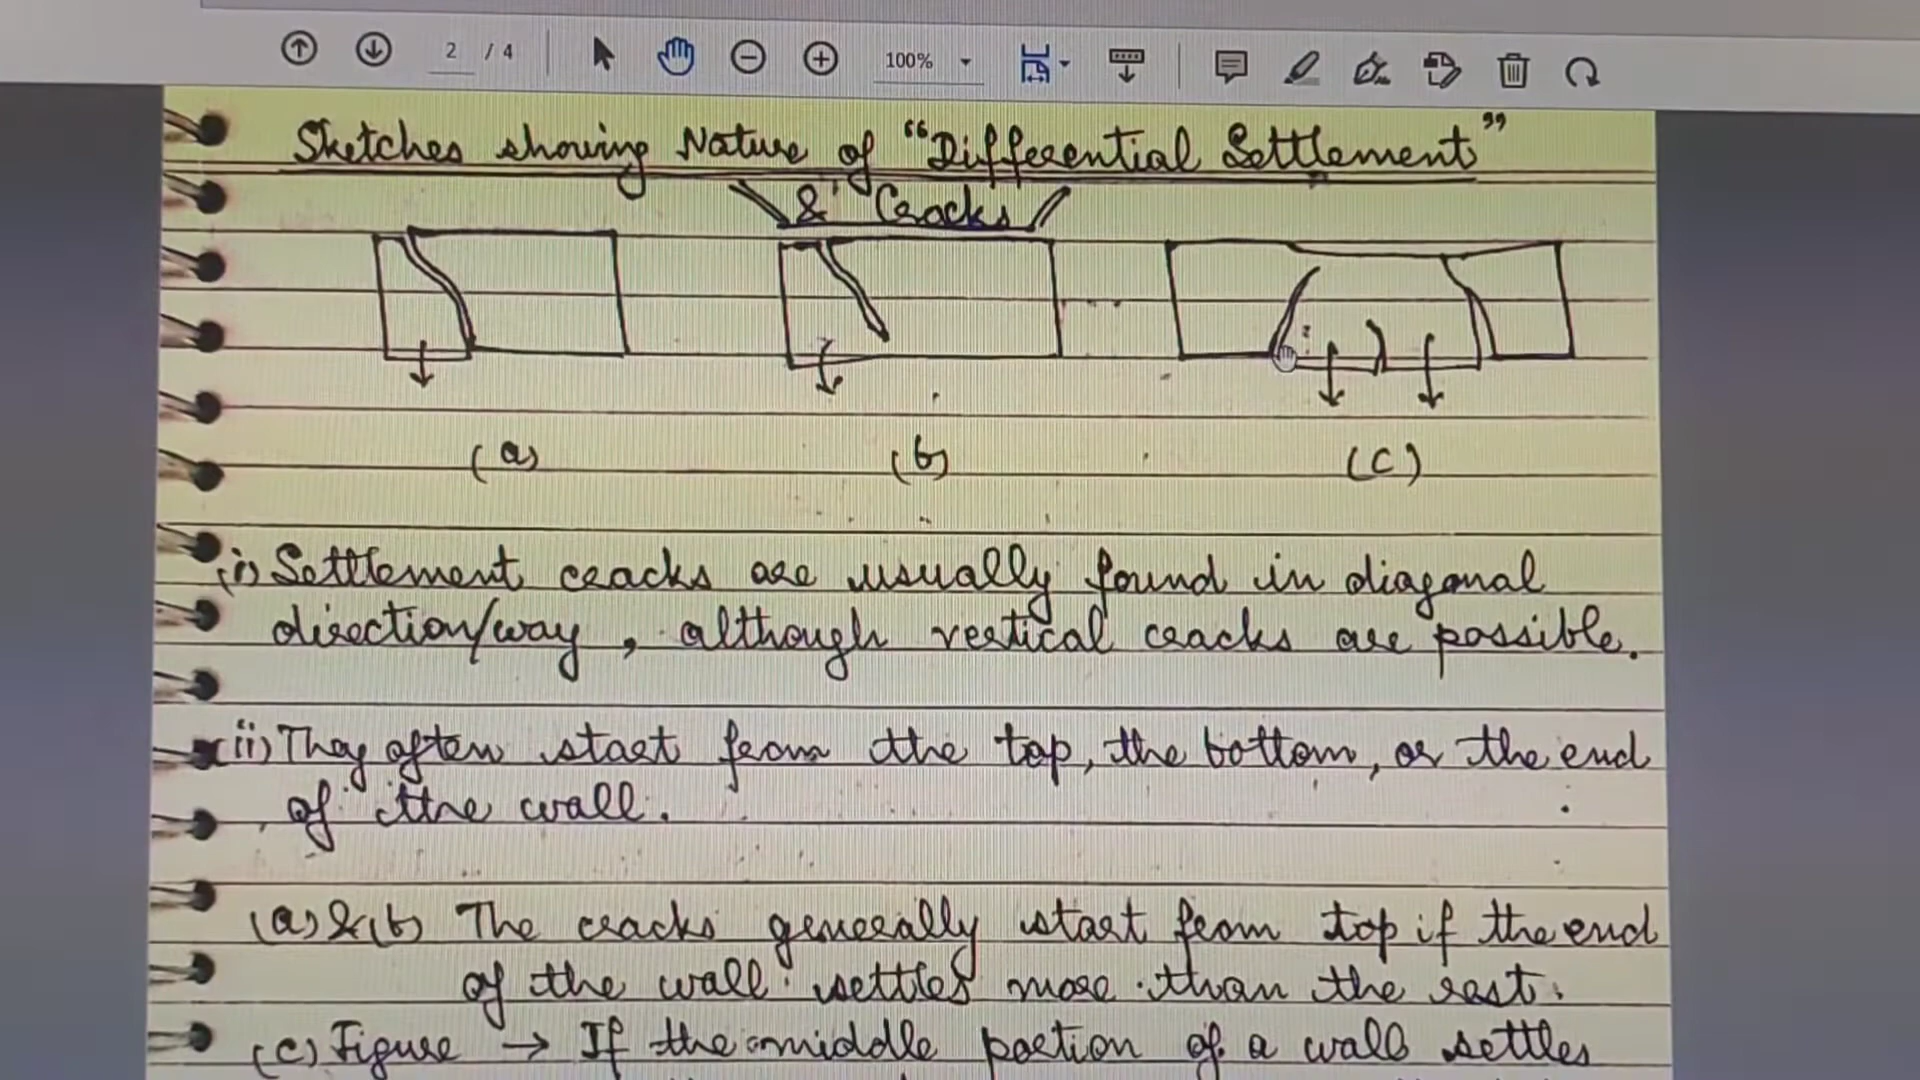 2 / 4 100%
Sketches showing Nature of "Differential Settlement"
& Cracks
(a) (b) (c)
(i) Settlement cracks are usually found in diagonal
direction/way, although vertical cracks are possible.
(ii) They often start from the top, the bottom, or the end
of the wall.
(a) & (b) The cracks generally start from top if the end
of the wall settles more than the rest.
(c) Figure → If the middle portion of a wall settles